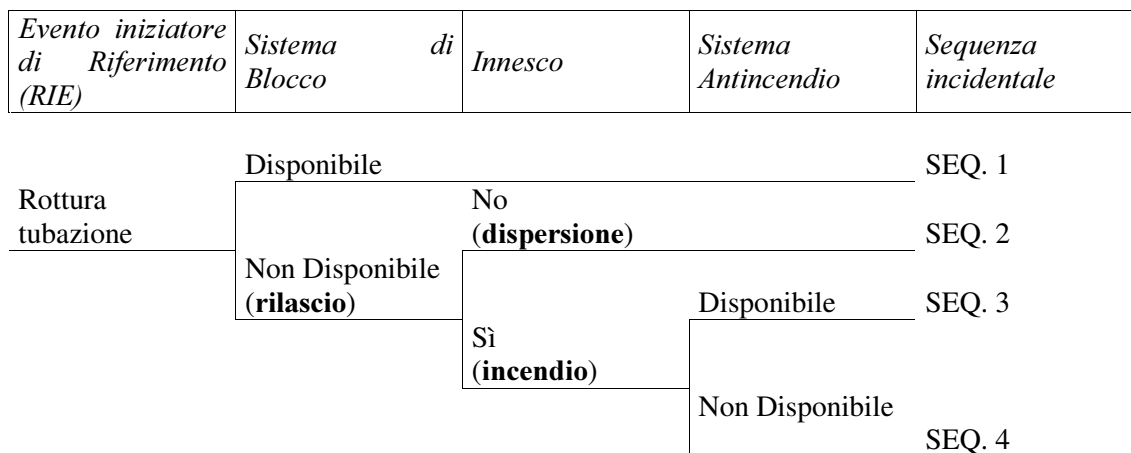 Evento iniziatore
di Riferimento
(RIE)
Sistema di
Blocco
Innesco
Sistema
Antincendio
Sequenza
incidentale
Disponibile
SEQ. 1
Rottura
tubazione
No
(dispersione)
SEQ. 2
Non Disponibile
(rilascio)
Disponibile
SEQ. 3
Sì
(incendio)
Non Disponibile
SEQ. 4